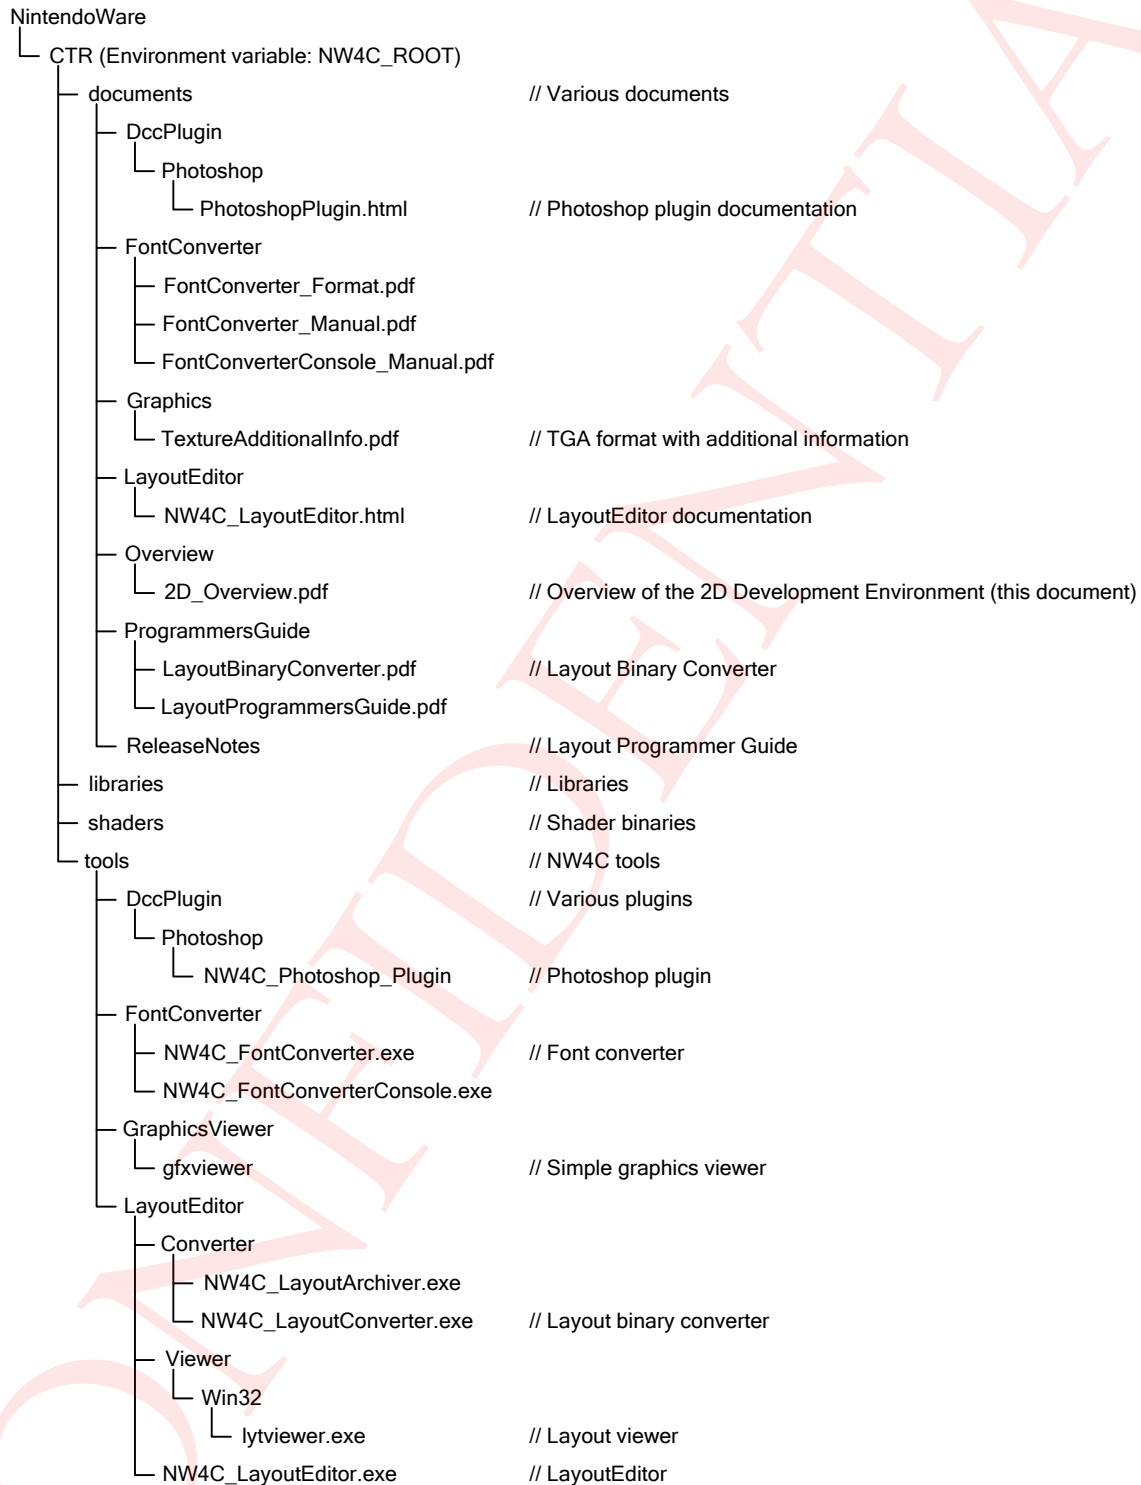 NintendoWare
CTR (Environment variable: NW4C_ROOT)
documents // Various documents
DccPlugin
Photoshop
PhotoshopPlugin.html // Photoshop plugin documentation
FontConverter
FontConverter_Format.pdf
FontConverter_Manual.pdf
FontConverterConsole_Manual.pdf
Graphics
TextureAdditionalInfo.pdf // TGA format with additional information
LayoutEditor
NW4C_LayoutEditor.html // LayoutEditor documentation
Overview
2D_Overview.pdf // Overview of the 2D Development Environment (this document)
ProgrammersGuide
LayoutBinaryConverter.pdf // Layout Binary Converter
LayoutProgrammersGuide.pdf
ReleaseNotes // Layout Programmer Guide
libraries // Libraries
shaders // Shader binaries
tools // NW4C tools
DccPlugin // Various plugins
Photoshop
NW4C_Photoshop_Plugin // Photoshop plugin
FontConverter
NW4C_FontConverter.exe // Font converter
NW4C_FontConverterConsole.exe
GraphicsViewer
gfxviewer // Simple graphics viewer
LayoutEditor
Converter
NW4C_LayoutArchiver.exe
NW4C_LayoutConverter.exe // Layout binary converter
Viewer
Win32
lytviewer.exe // Layout viewer
NW4C_LayoutEditor.exe // LayoutEditor
ONFIDENTIA